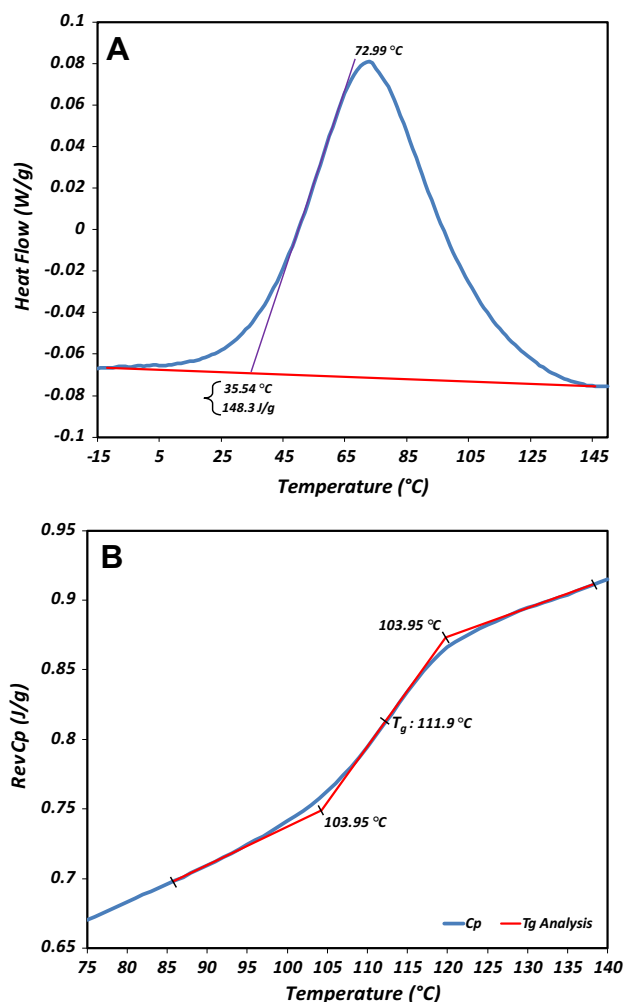 A
72.99 °C
Heat Flow (W/g)
0.1
0.08
0.06
0.04
0.02
0
-0.02
-0.04
-0.06
-0.08
-0.1
35.54 °C
148.3 J/g
-15 5 25 45 65 85 105 125 145
Temperature (°C)
B
RevCp (J/g)
0.95
0.9
0.85
0.8
0.75
0.7
0.65
103.95 °C
Tg : 111.9 °C
103.95 °C
Cp Tg Analysis
75 80 85 90 95 100 105 110 115 120 125 130 135 140
Temperature (°C)